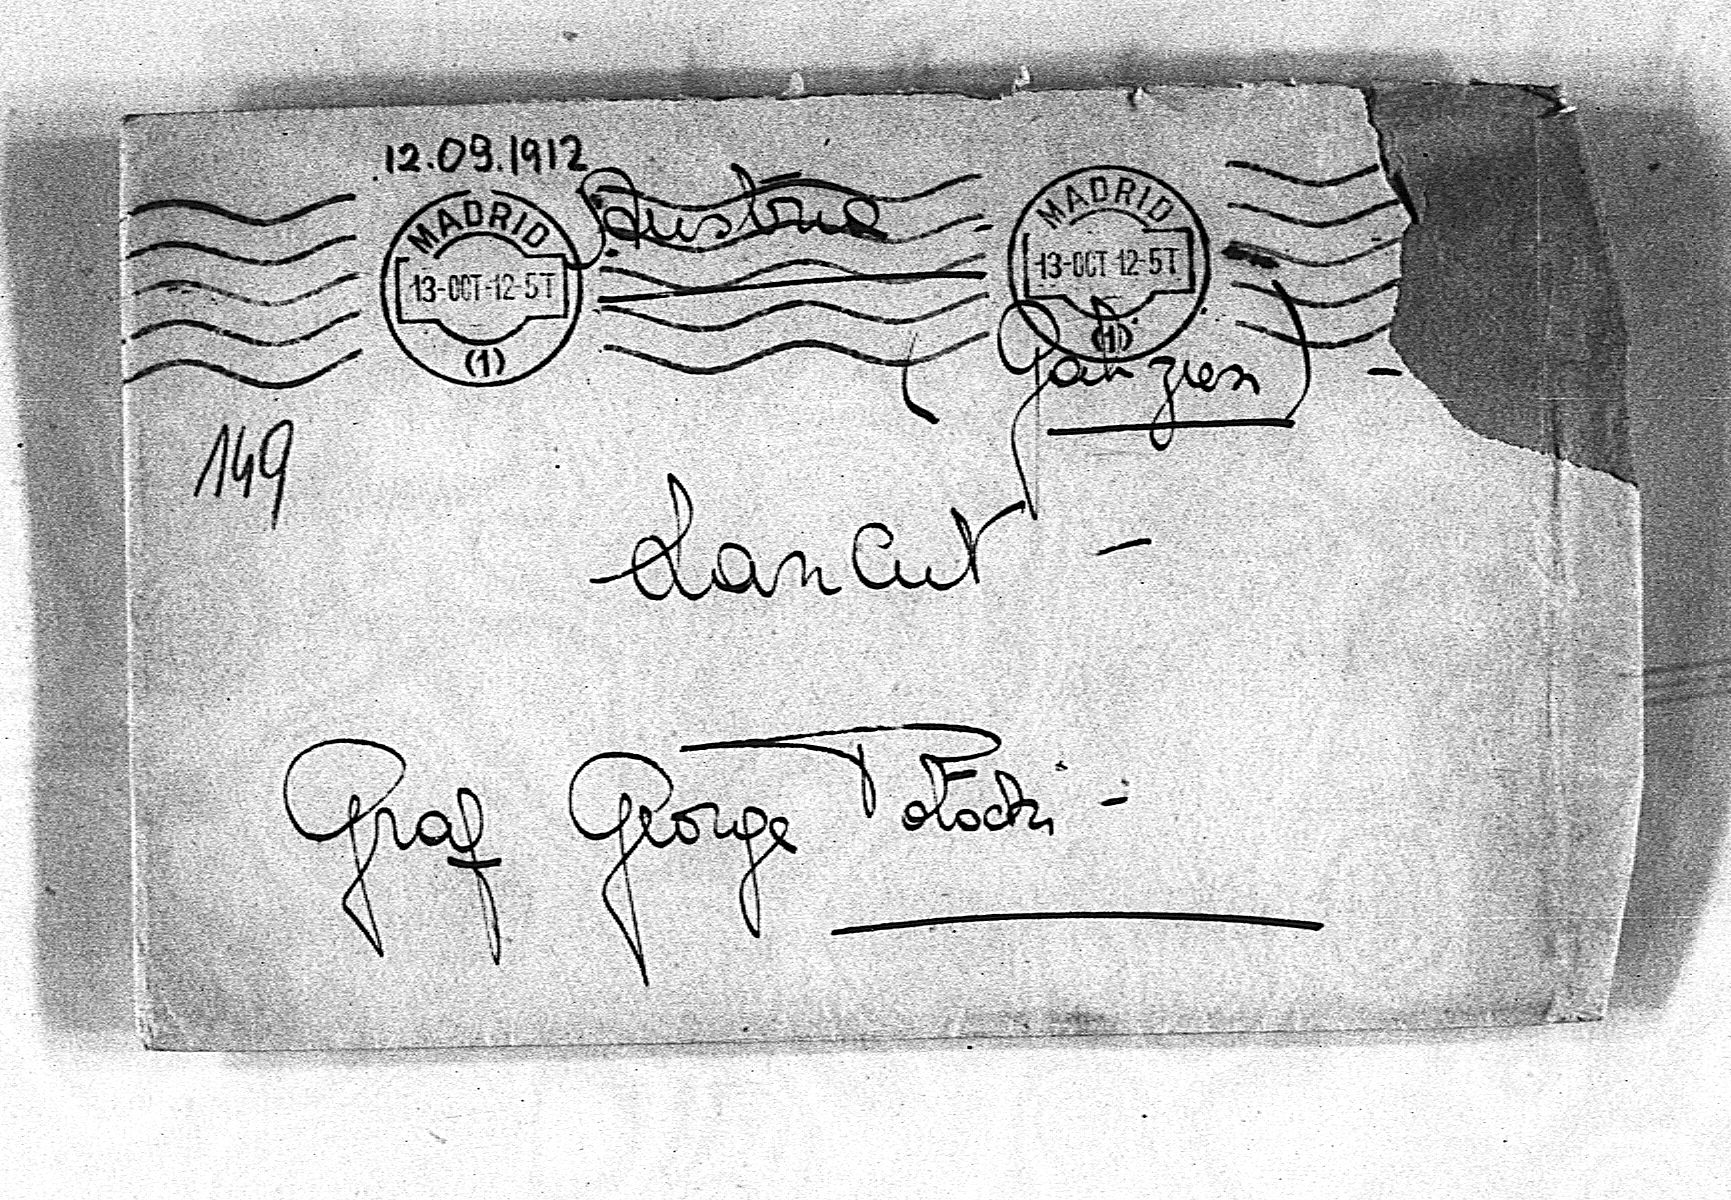 12.09.1912
Austria
MADRID
13-OCT-12-5T
(1)
MADRID
13-OCT 12-5T
(1)
(Galizien)
149
Lancut -
Graf George Potocki -